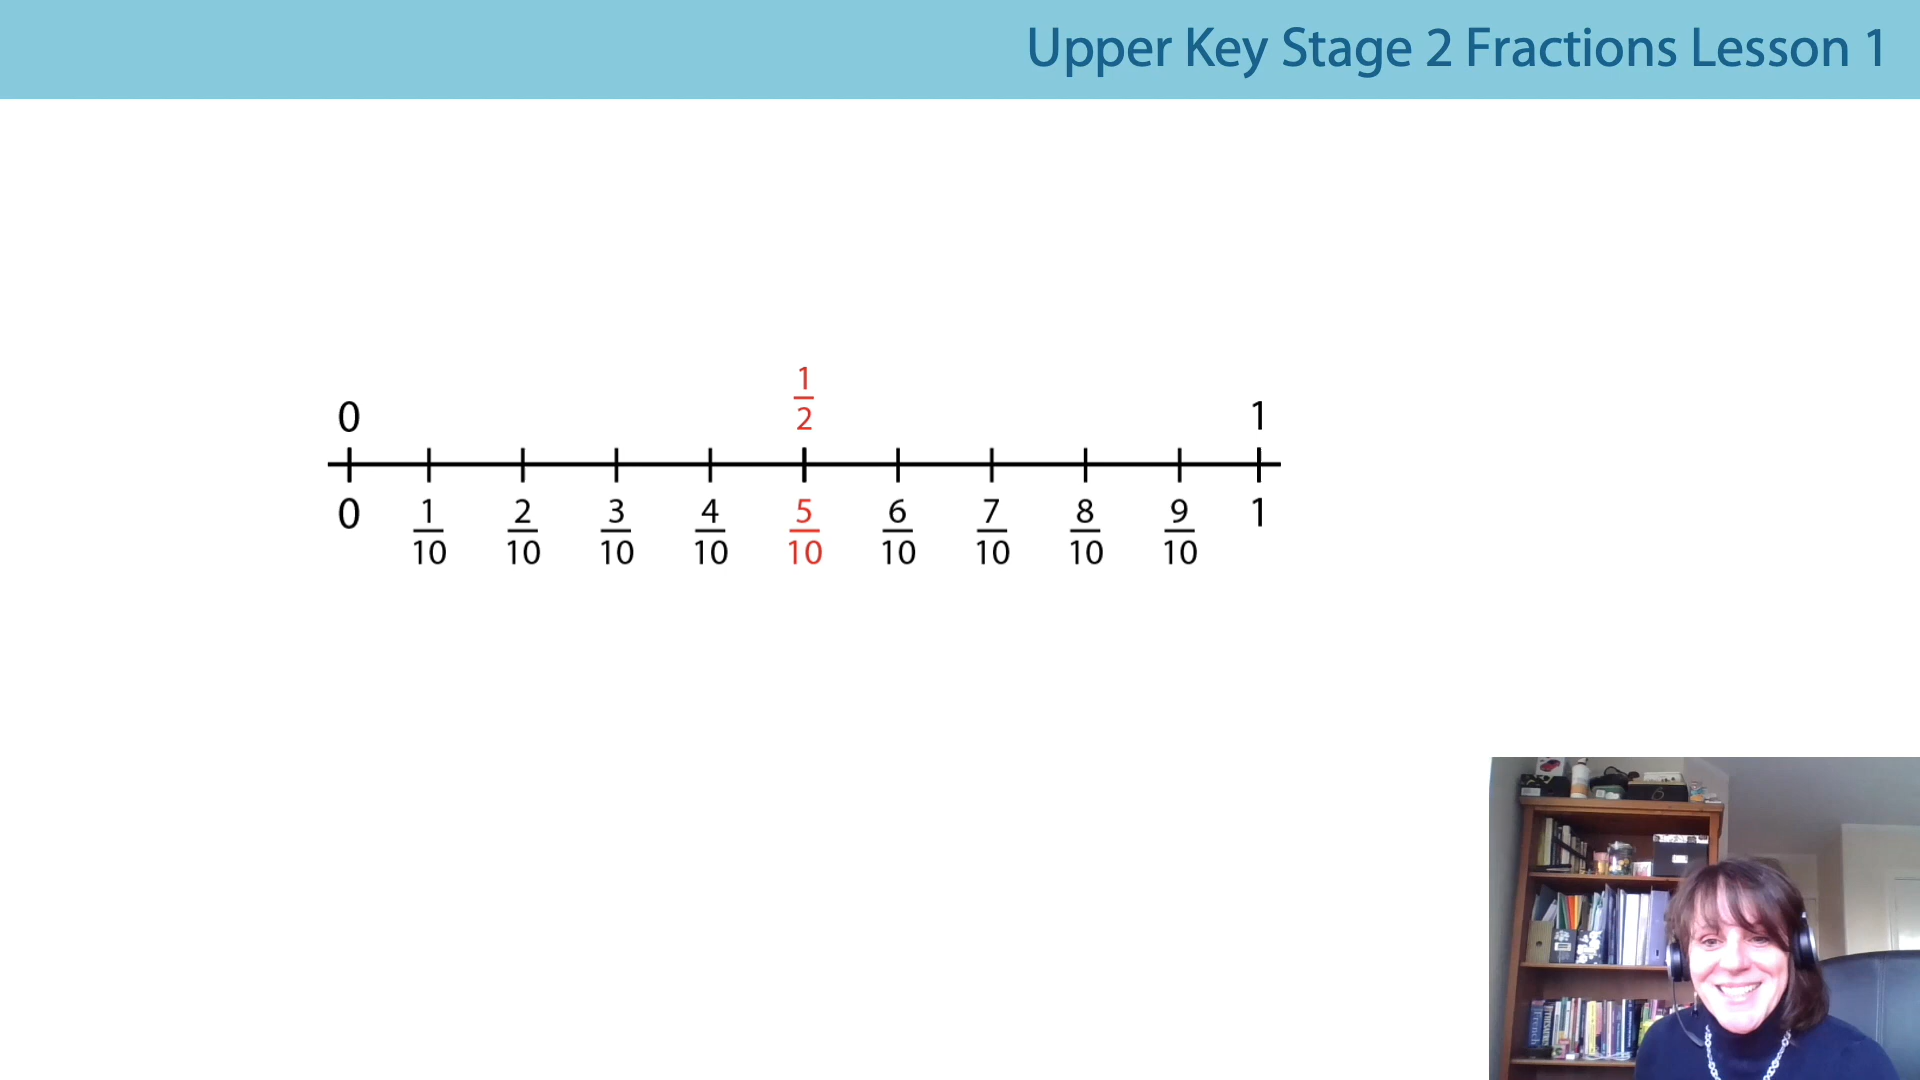 Upper Key Stage 2 Fractions Lesson 1
0 1/2 1
0 1/10 2/10 3/10 4/10 5/10 6/10 7/10 8/10 9/10 1
French